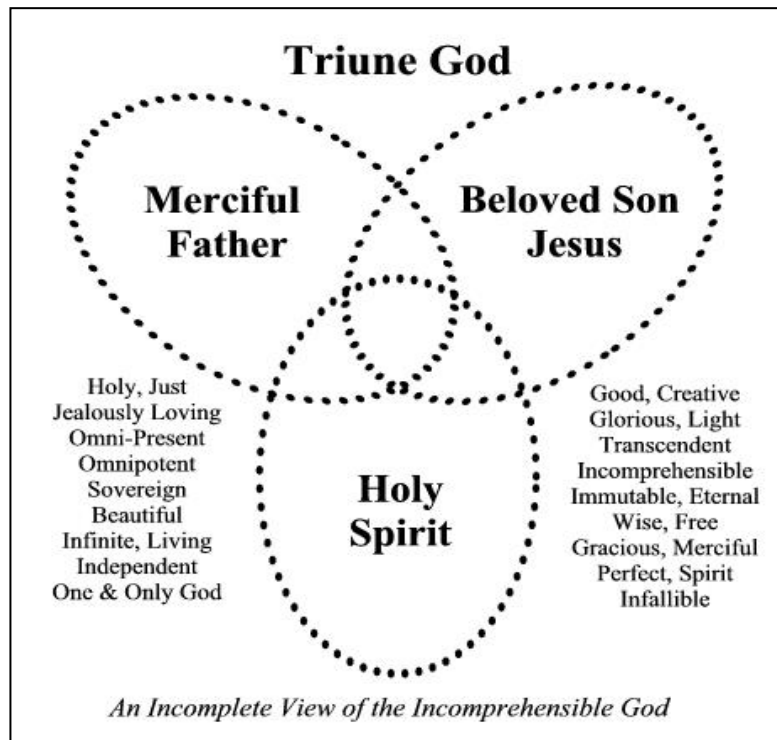 Triune God
Merciful
Father
Beloved Son
Jesus
Holy, Just
Jealously Loving
Omni-Present
Omnipotent
Sovereign
Beautiful
Infinite, Living
Independent
One & Only God
Holy
Spirit
Good, Creative
Glorious, Light
Transcendent
Incomprehensible
Immutable, Eternal
Wise, Free
Gracious, Merciful
Perfect, Spirit
Infallible
An Incomplete View of the Incomprehensible God